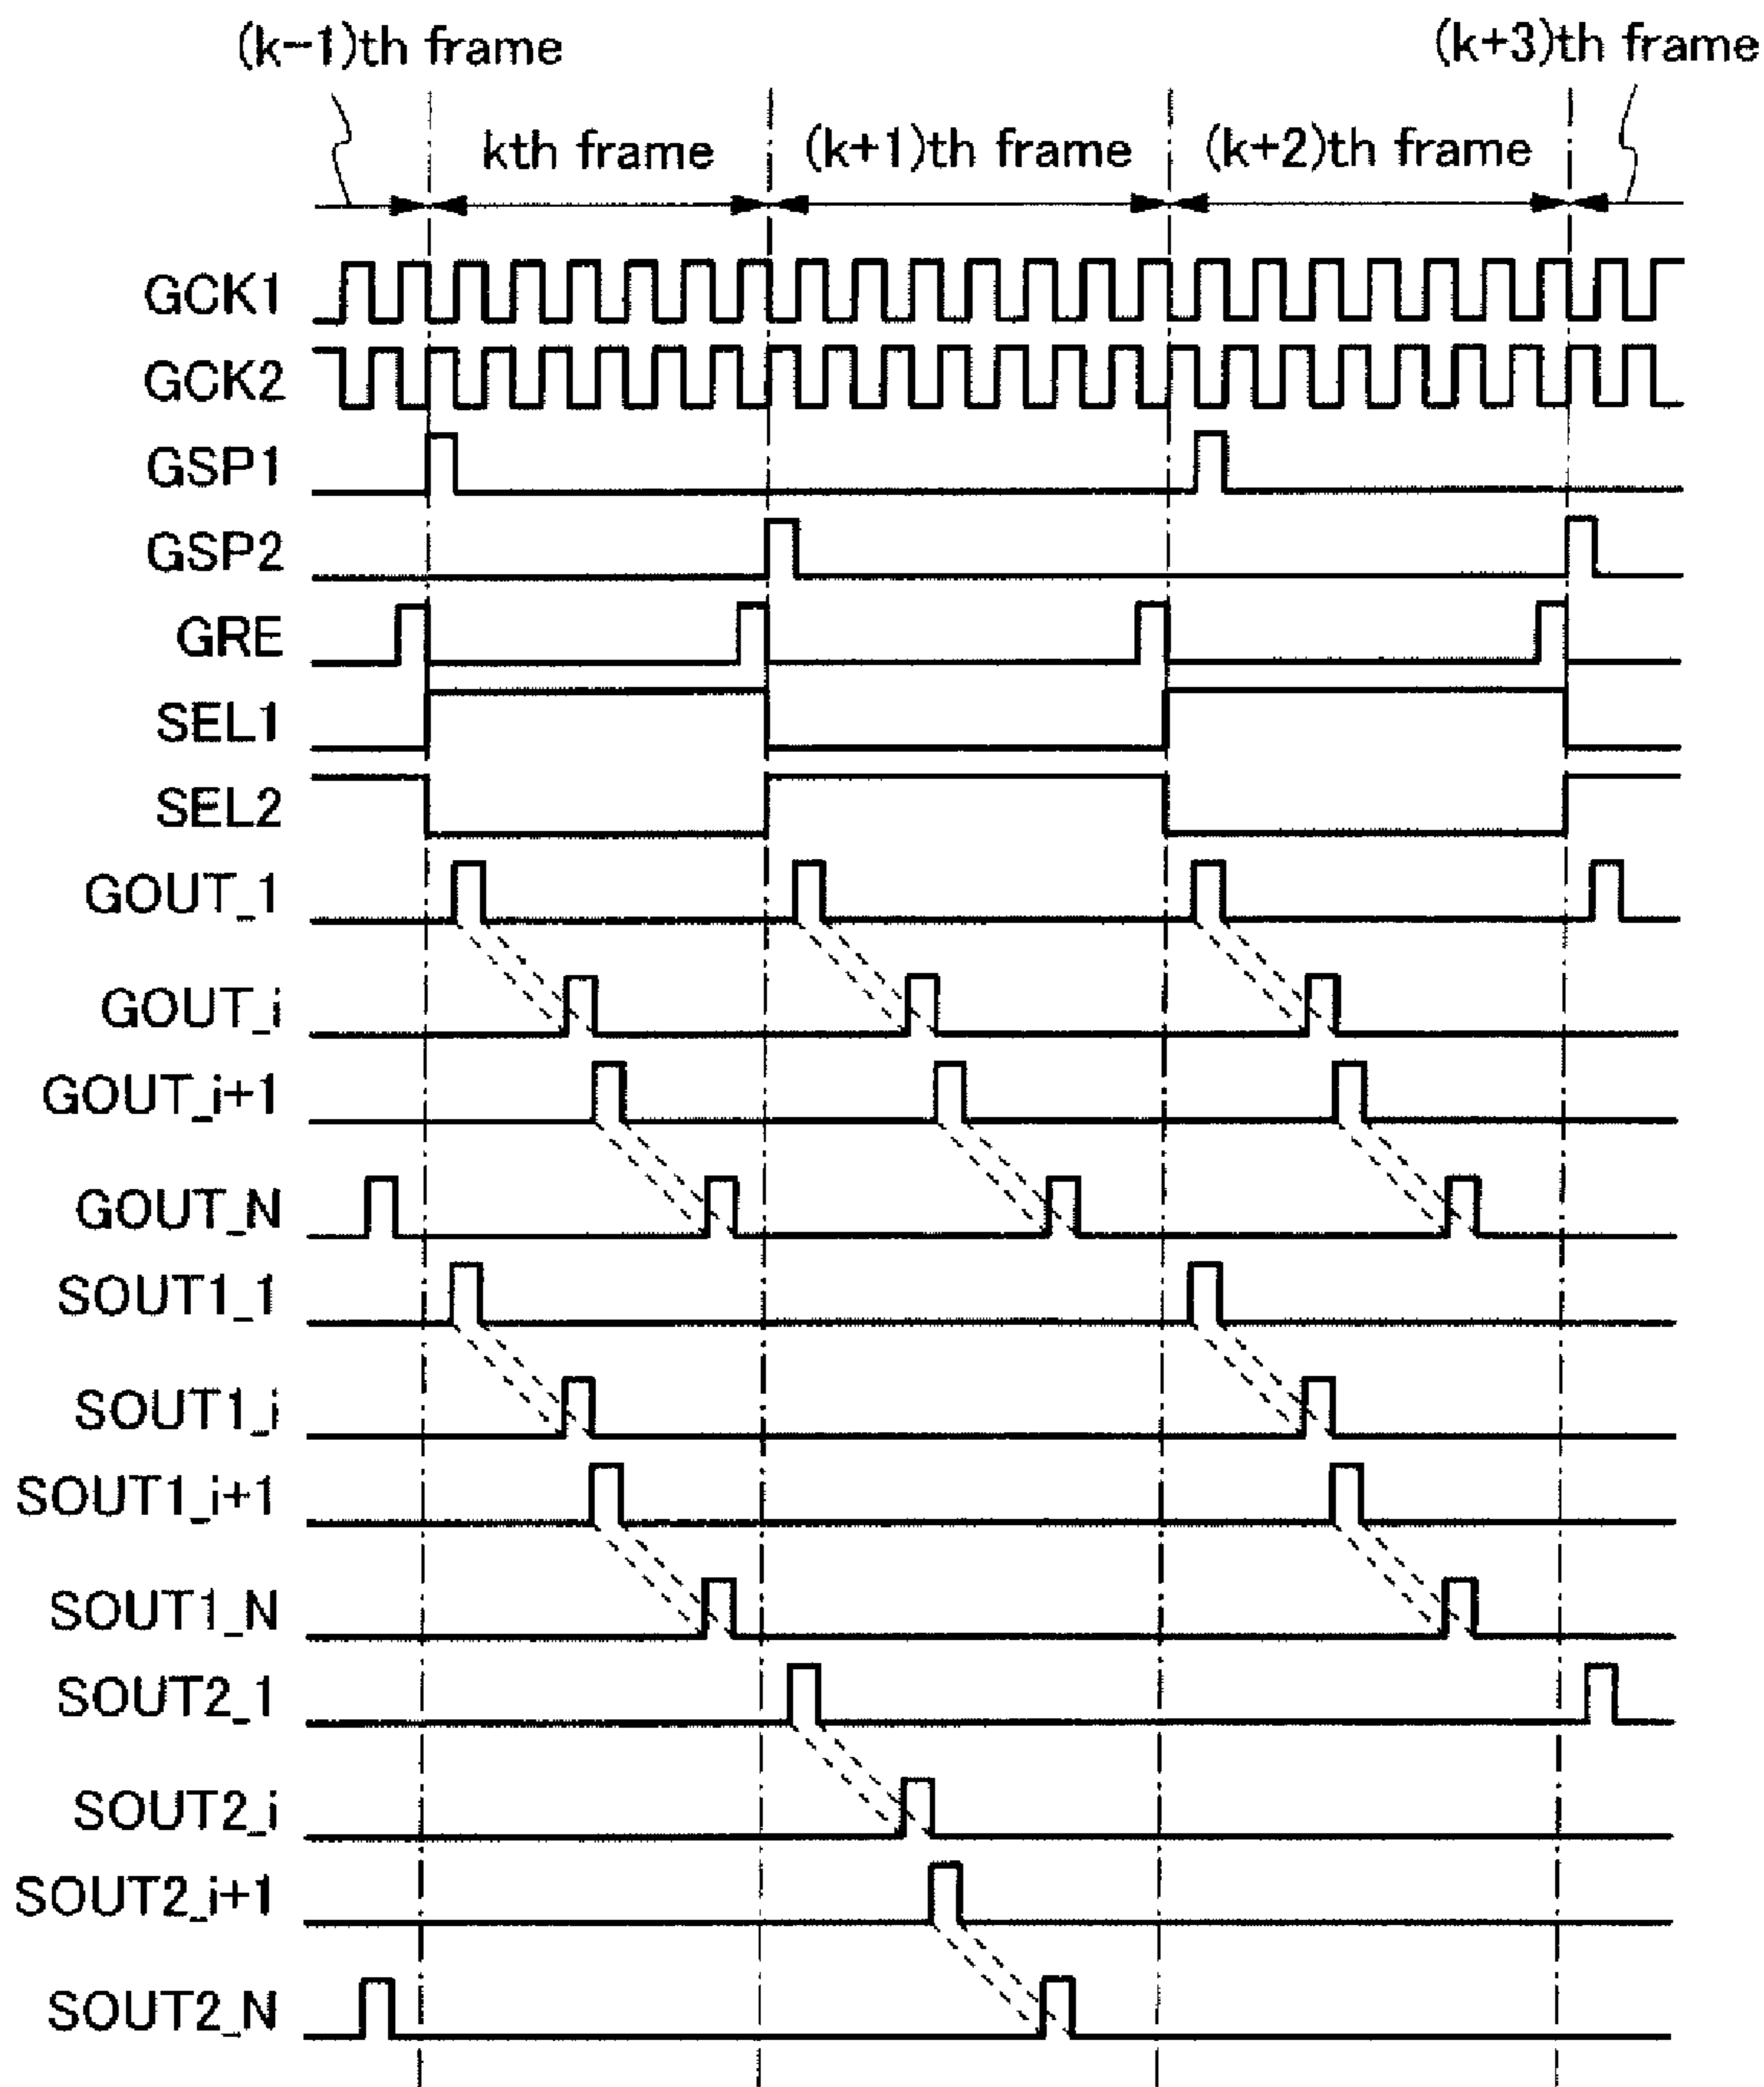 (k-1)th frame
(k+3)th frame
kth frame
(k+1)th frame
(k+2)th frame
GCK1
GCK2
GSP1
GSP2
GRE
SEL1
SEL2
GOUT_1
GOUT_i
GOUT_i+1
GOUT_N
SOUT1_1
SOUT1_i
SOUT1_i+1
SOUT1_N
SOUT2_1
SOUT2_i
SOUT2_i+1
SOUT2_N